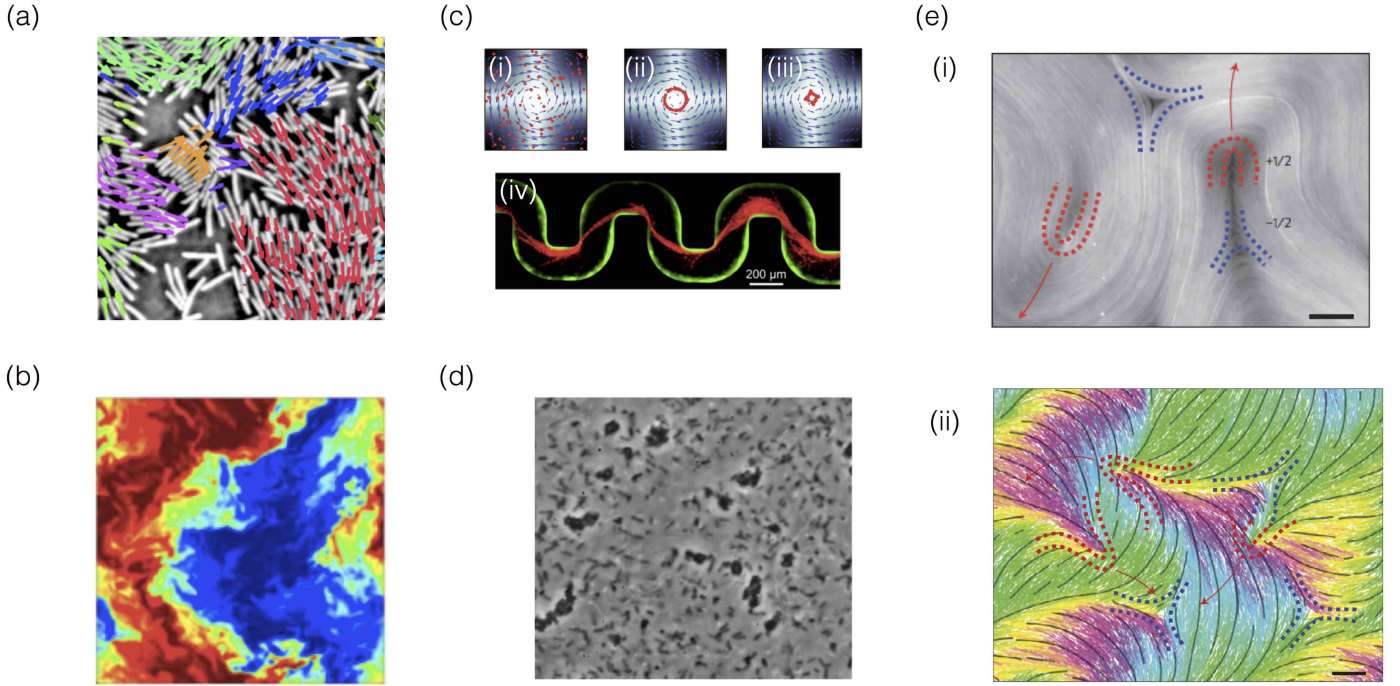 (a)
(c)
(e)
(i)
(ii)
(iii)
(i)
+1/2
-1/2
(iv)
200 µm
(b)
(d)
(ii)